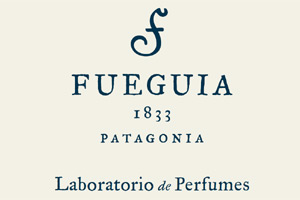 f
FUEGUIA
1833
PATAGONIA
Laboratorio de Perfumes